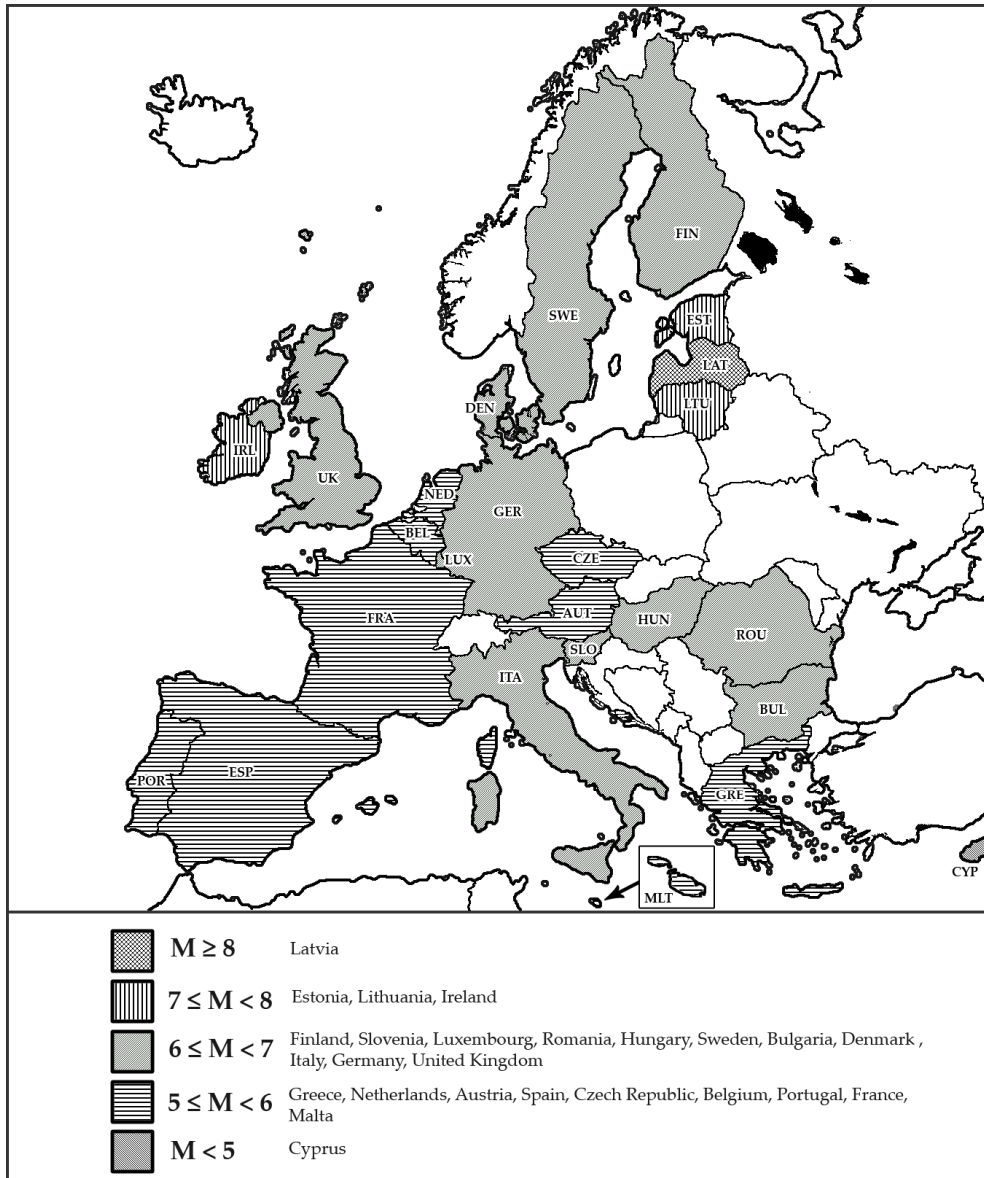 FIN
SWE
EST
LAT
LTU
DEN
IRL
UK
NED
GER
BEL
LUX
CZE
FRA
AUT
HUN
SLO
ROU
ITA
BUL
POR
ESP
GRE
MLT
CYP
M ≥ 8 Latvia
7 ≤ M < 8 Estonia, Lithuania, Ireland
6 ≤ M < 7 Finland, Slovenia, Luxembourg, Romania, Hungary, Sweden, Bulgaria, Denmark ,
Italy, Germany, United Kingdom
5 ≤ M < 6 Greece, Netherlands, Austria, Spain, Czech Republic, Belgium, Portugal, France,
Malta
M < 5 Cyprus